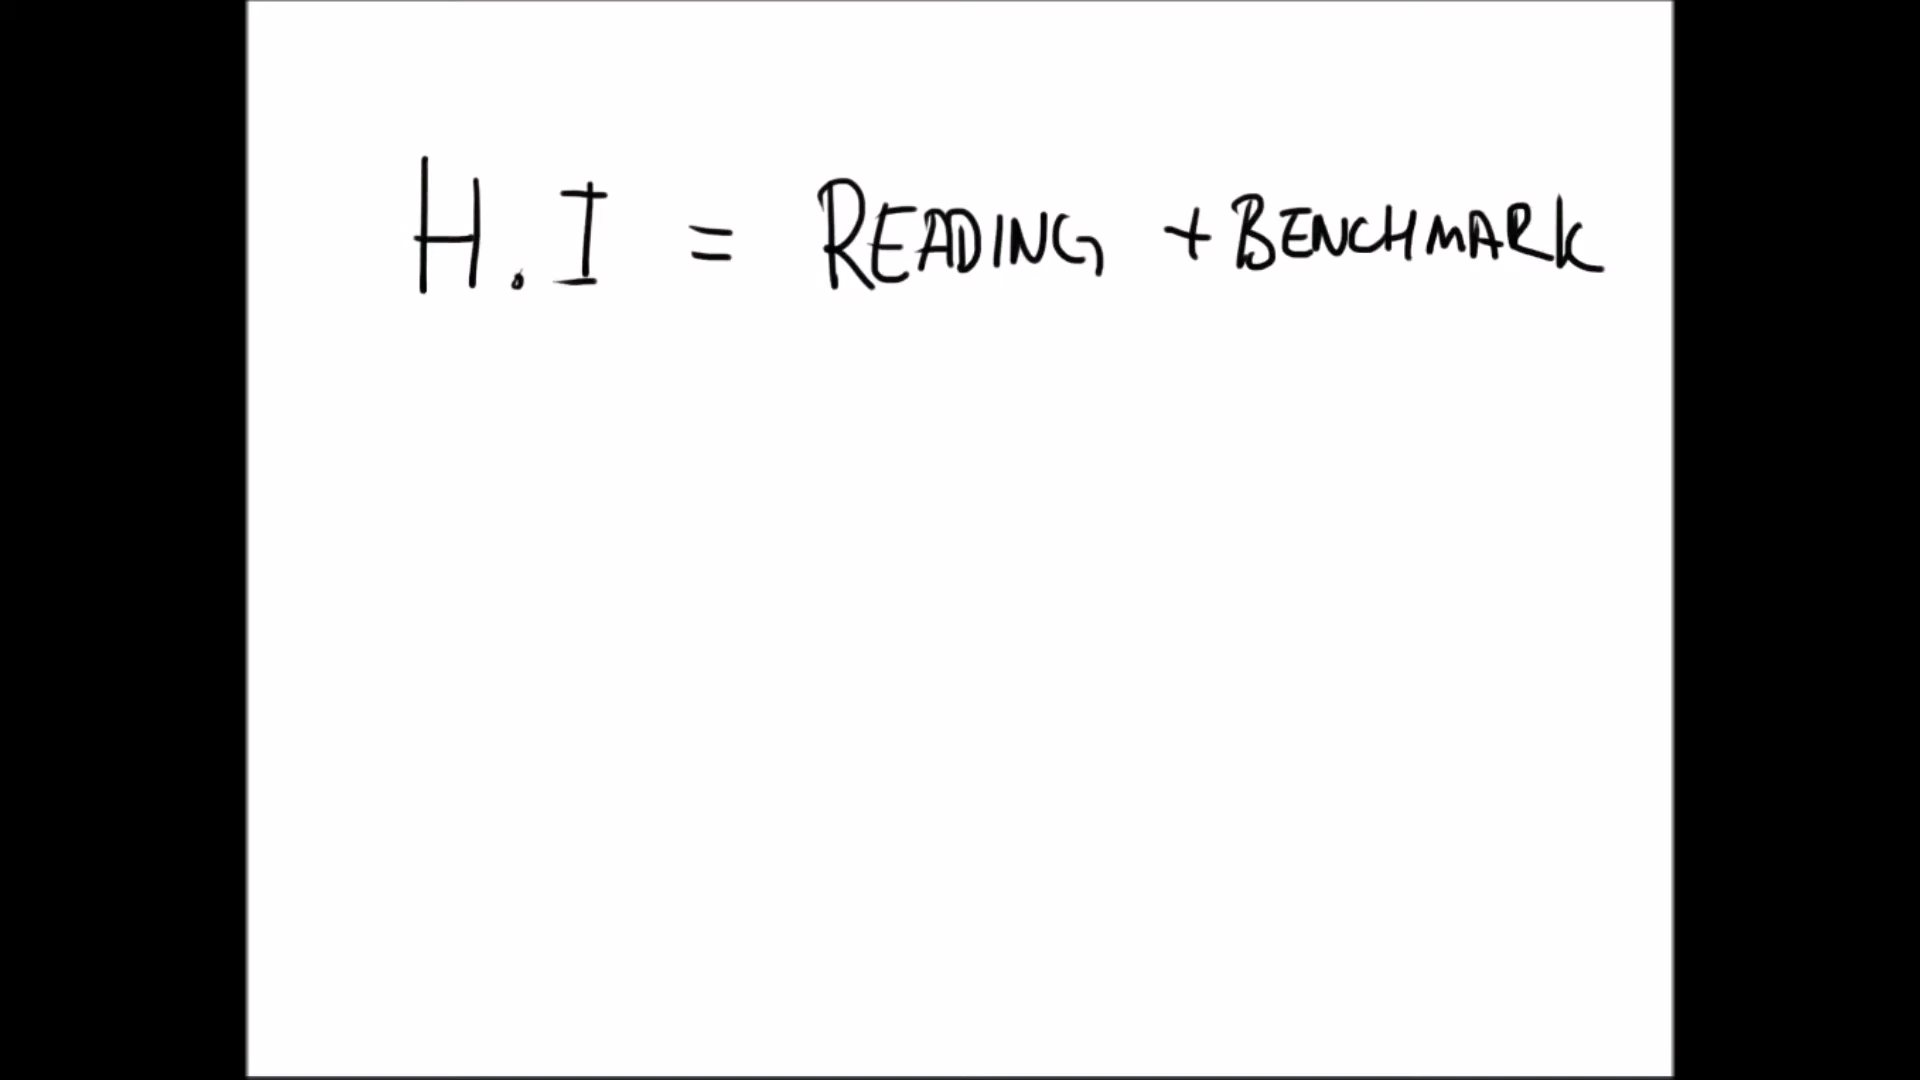 H.I = READING + BENCHMARK